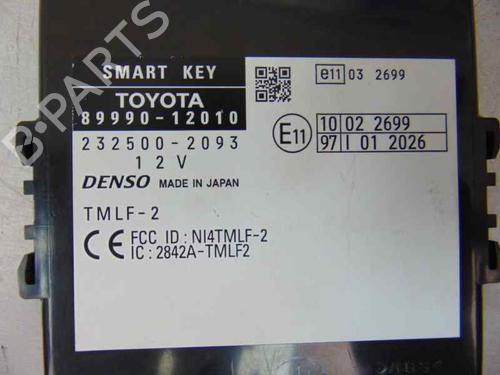 SMART KEY
TOYOTA
89990-12010
232500-2093
12V
DENSO MADE IN JAPAN
TMLF-2
CE FCC ID : NI4TMLF-2
IC : 2842A-TMLF2
e11 03 2699
E11 10 02 2699
97 I 01 2026
B-PARTS